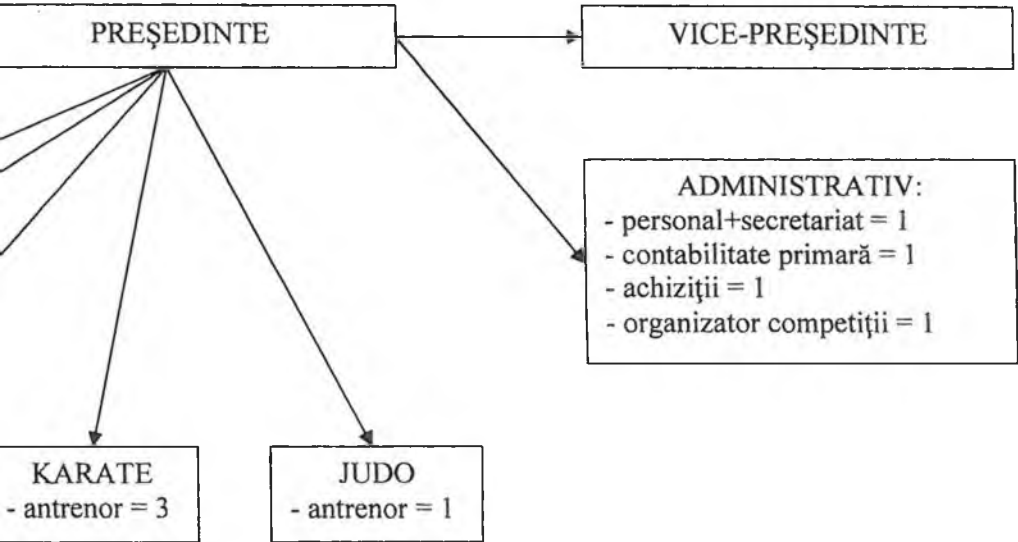 PREŞEDINTE
VICE-PREŞEDINTE
ADMINISTRATIV:
- personal+secretariat = 1
- contabilitate primară = 1
- achiziţii = 1
- organizator competiţii = 1
KARATE
- antrenor = 3
JUDO
- antrenor = 1